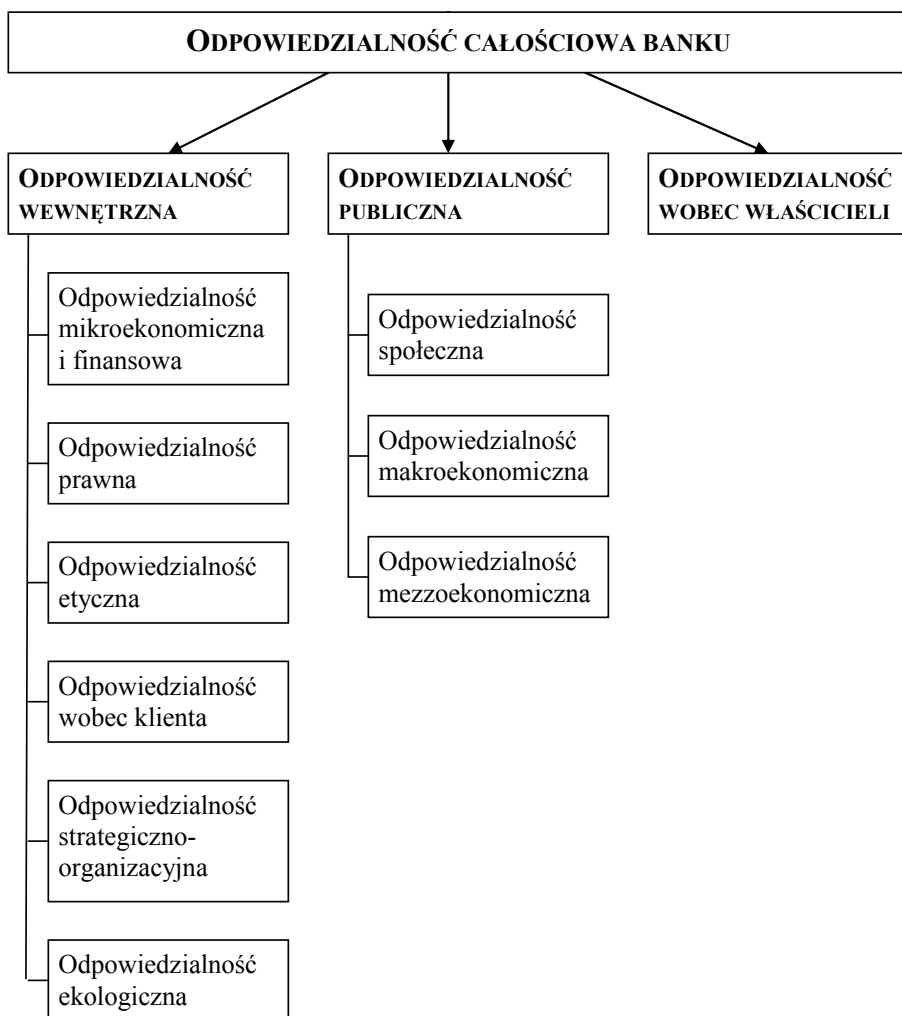 ODPOWIEDZIALNOŚĆ CAŁOŚCIOWA BANKU
ODPOWIEDZIALNOŚĆ
WEWNĘTRZNA
Odpowiedzialność
mikroekonomiczna
i finansowa
Odpowiedzialność
prawna
Odpowiedzialność
etyczna
Odpowiedzialność
wobec klienta
Odpowiedzialność
strategiczno-
organizacyjna
Odpowiedzialność
ekologiczna
ODPOWIEDZIALNOŚĆ
PUBLICZNA
Odpowiedzialność
społeczna
Odpowiedzialność
makroekonomiczna
Odpowiedzialność
mezzoekonomiczna
ODPOWIEDZIALNOŚĆ
WOBEC WŁAŚCICIELI